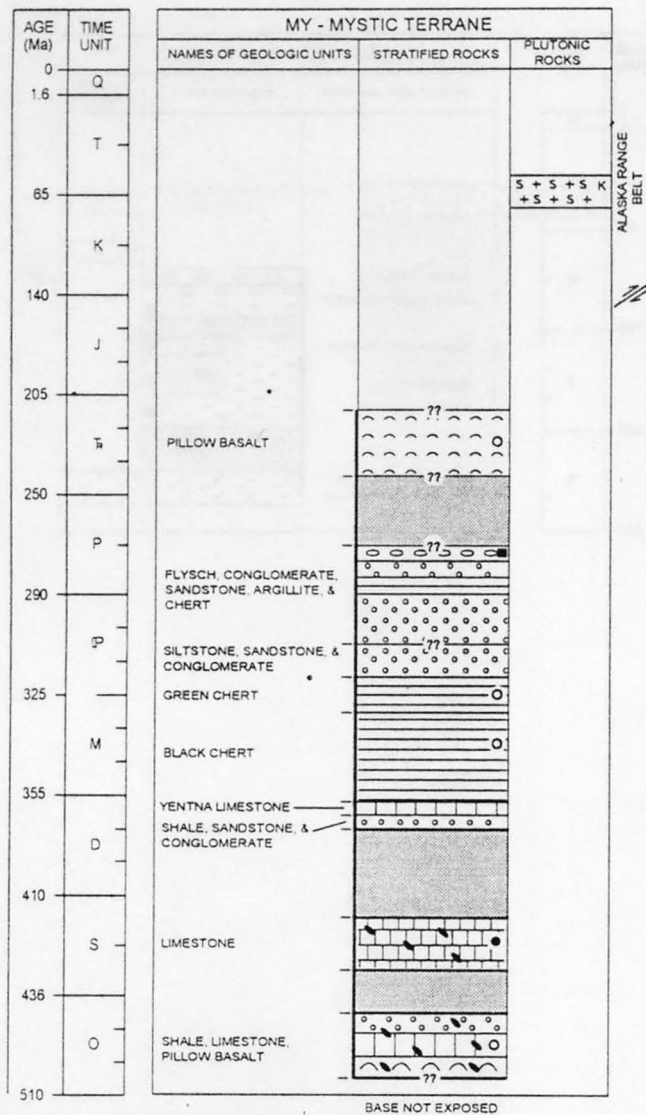 AGE
(Ma)
TIME
UNIT
MY - MYSTIC TERRANE
NAMES OF GEOLOGIC UNITS
STRATIFIED ROCKS
PLUTONIC
ROCKS
0
Q
1.6
T
S + S + S K
+ S + S +
ALASKA RANGE
BELT
65
K
140
J
205
??
PILLOW BASALT
??
250
P
??
FLYSCH, CONGLOMERATE,
SANDSTONE, ARGILLITE, &
CHERT
290
??
SILTSTONE, SANDSTONE, &
CONGLOMERATE
325
GREEN CHERT
M
BLACK CHERT
355
YENTNA LIMESTONE
SHALE, SANDSTONE, &
CONGLOMERATE
D
410
S
LIMESTONE
436
O
SHALE, LIMESTONE,
PILLOW BASALT
??
510
BASE NOT EXPOSED